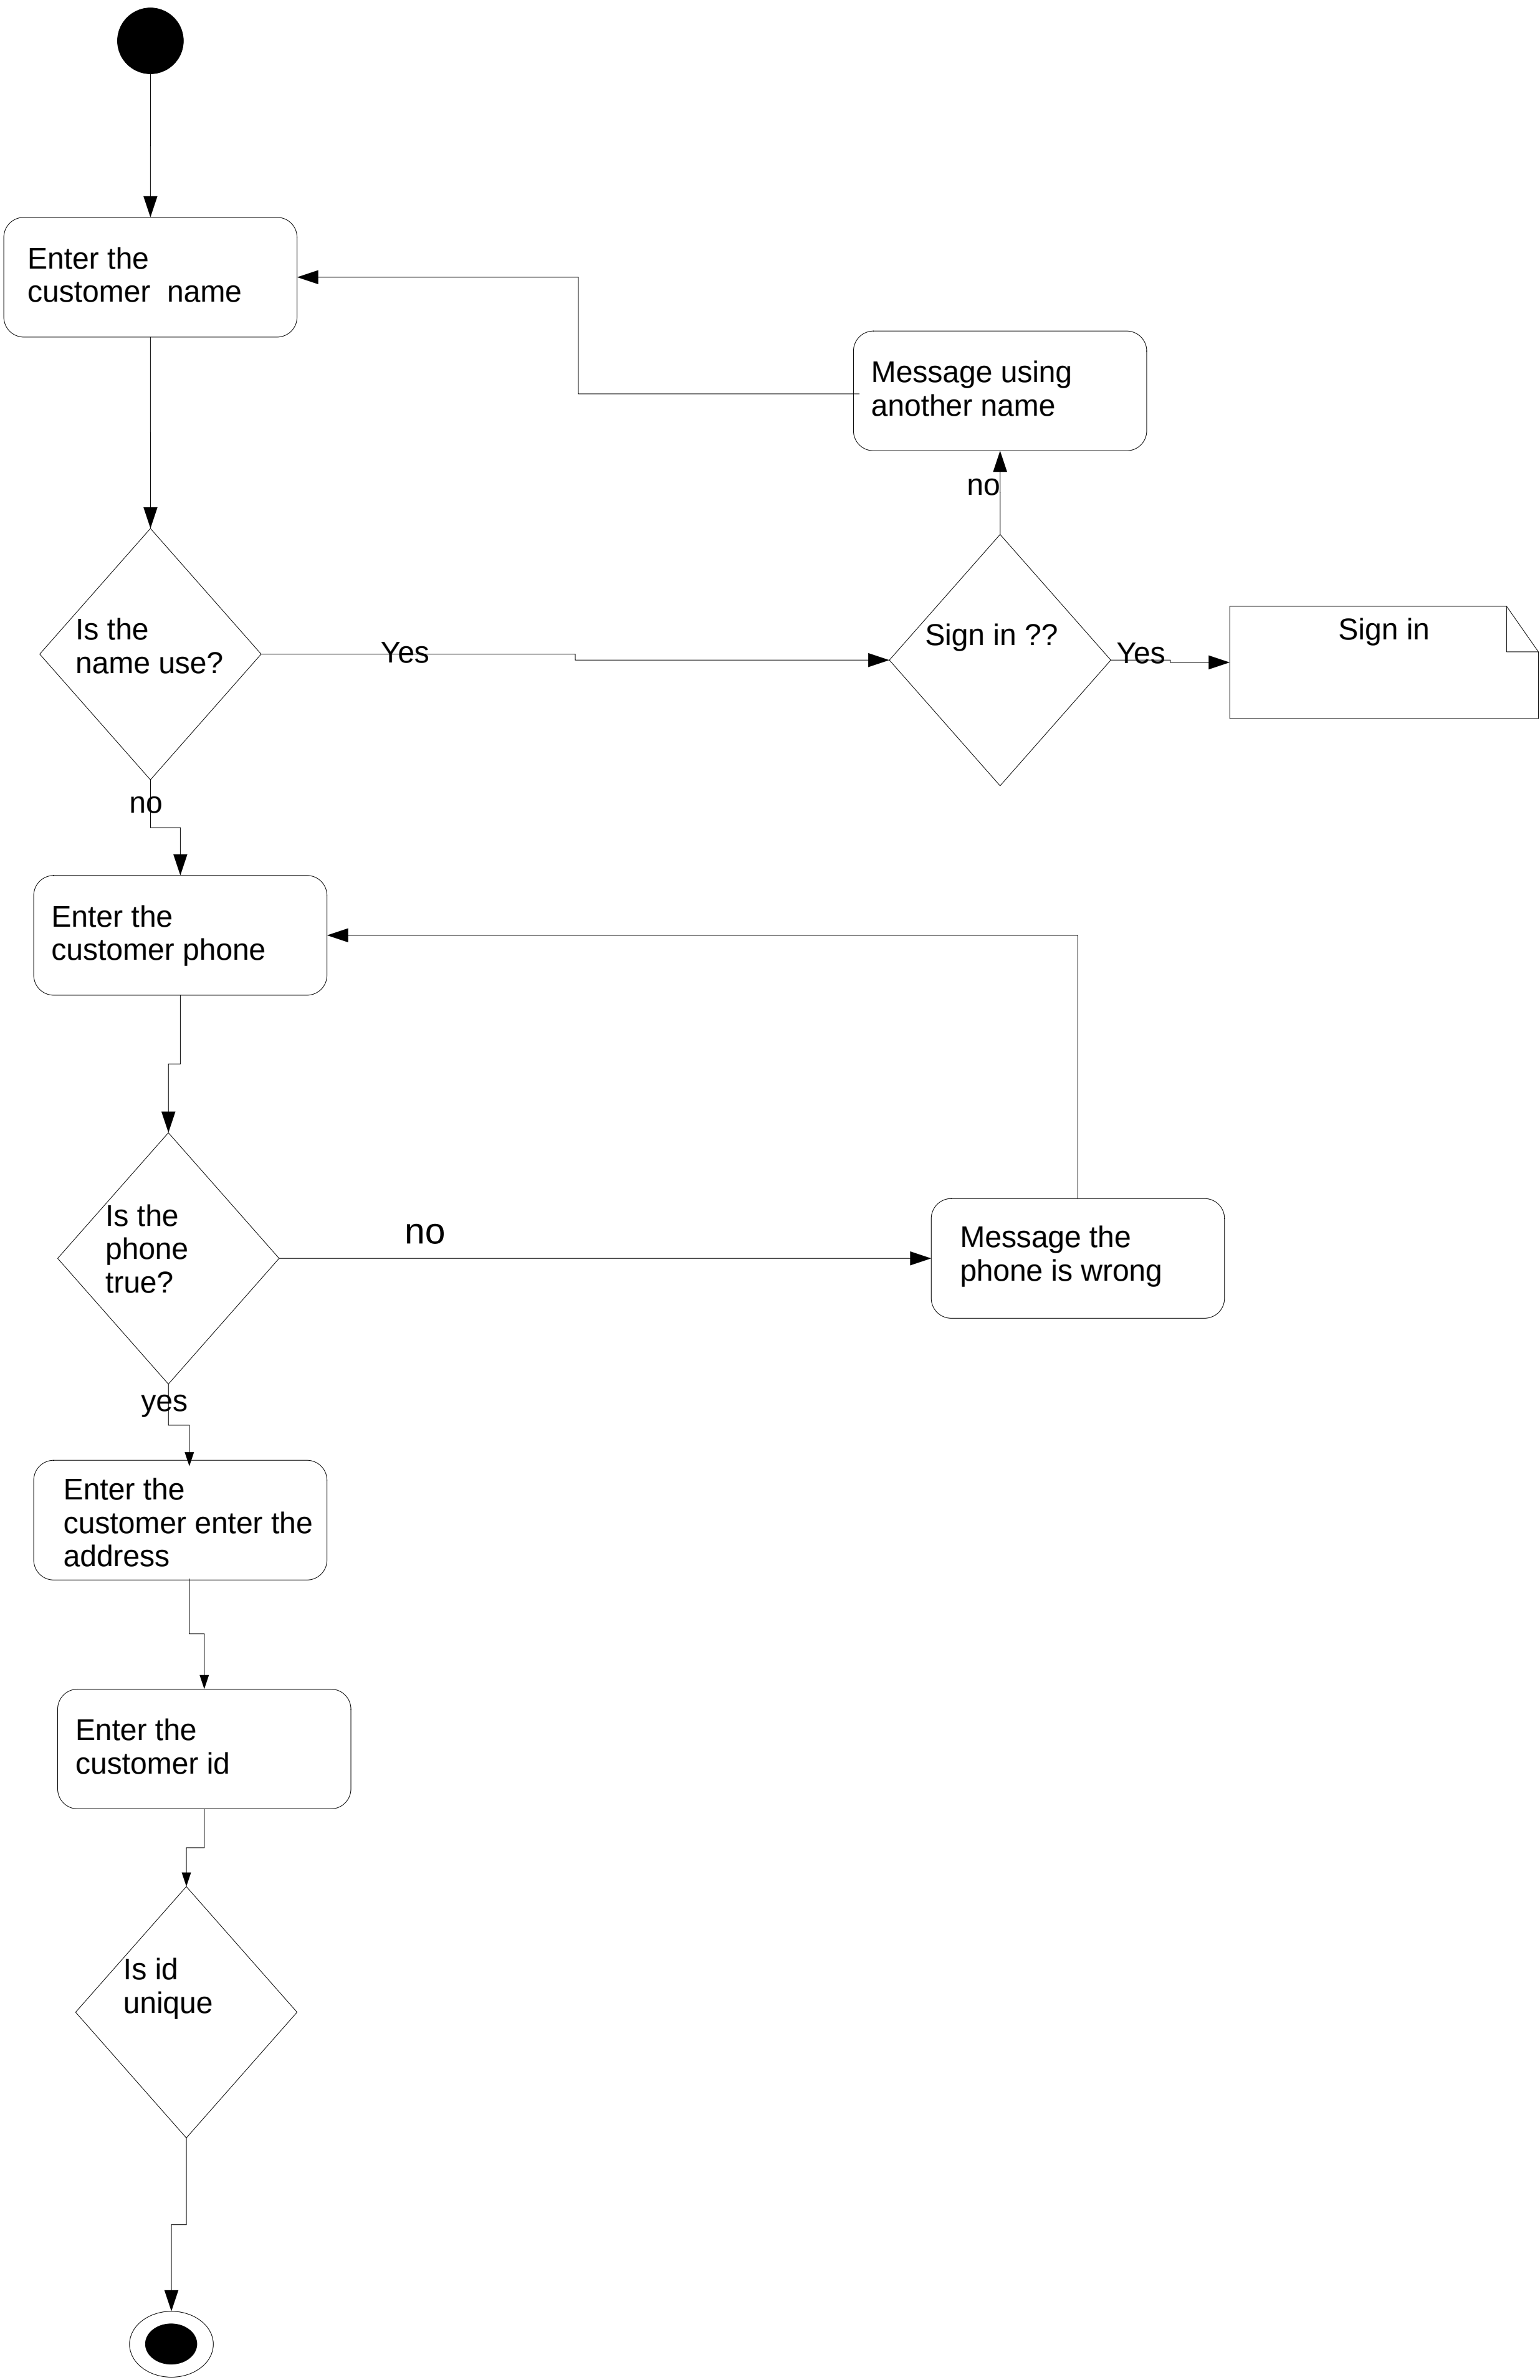 Enter the
customer  name
Message using
another name
no
Is the
name use?
Yes
Sign in ??
Yes
Sign in
no
Enter the
customer phone
Is the
phone
true?
no
Message the
phone is wrong
yes
Enter the
customer enter the
address
Enter the
customer id
Is id
unique